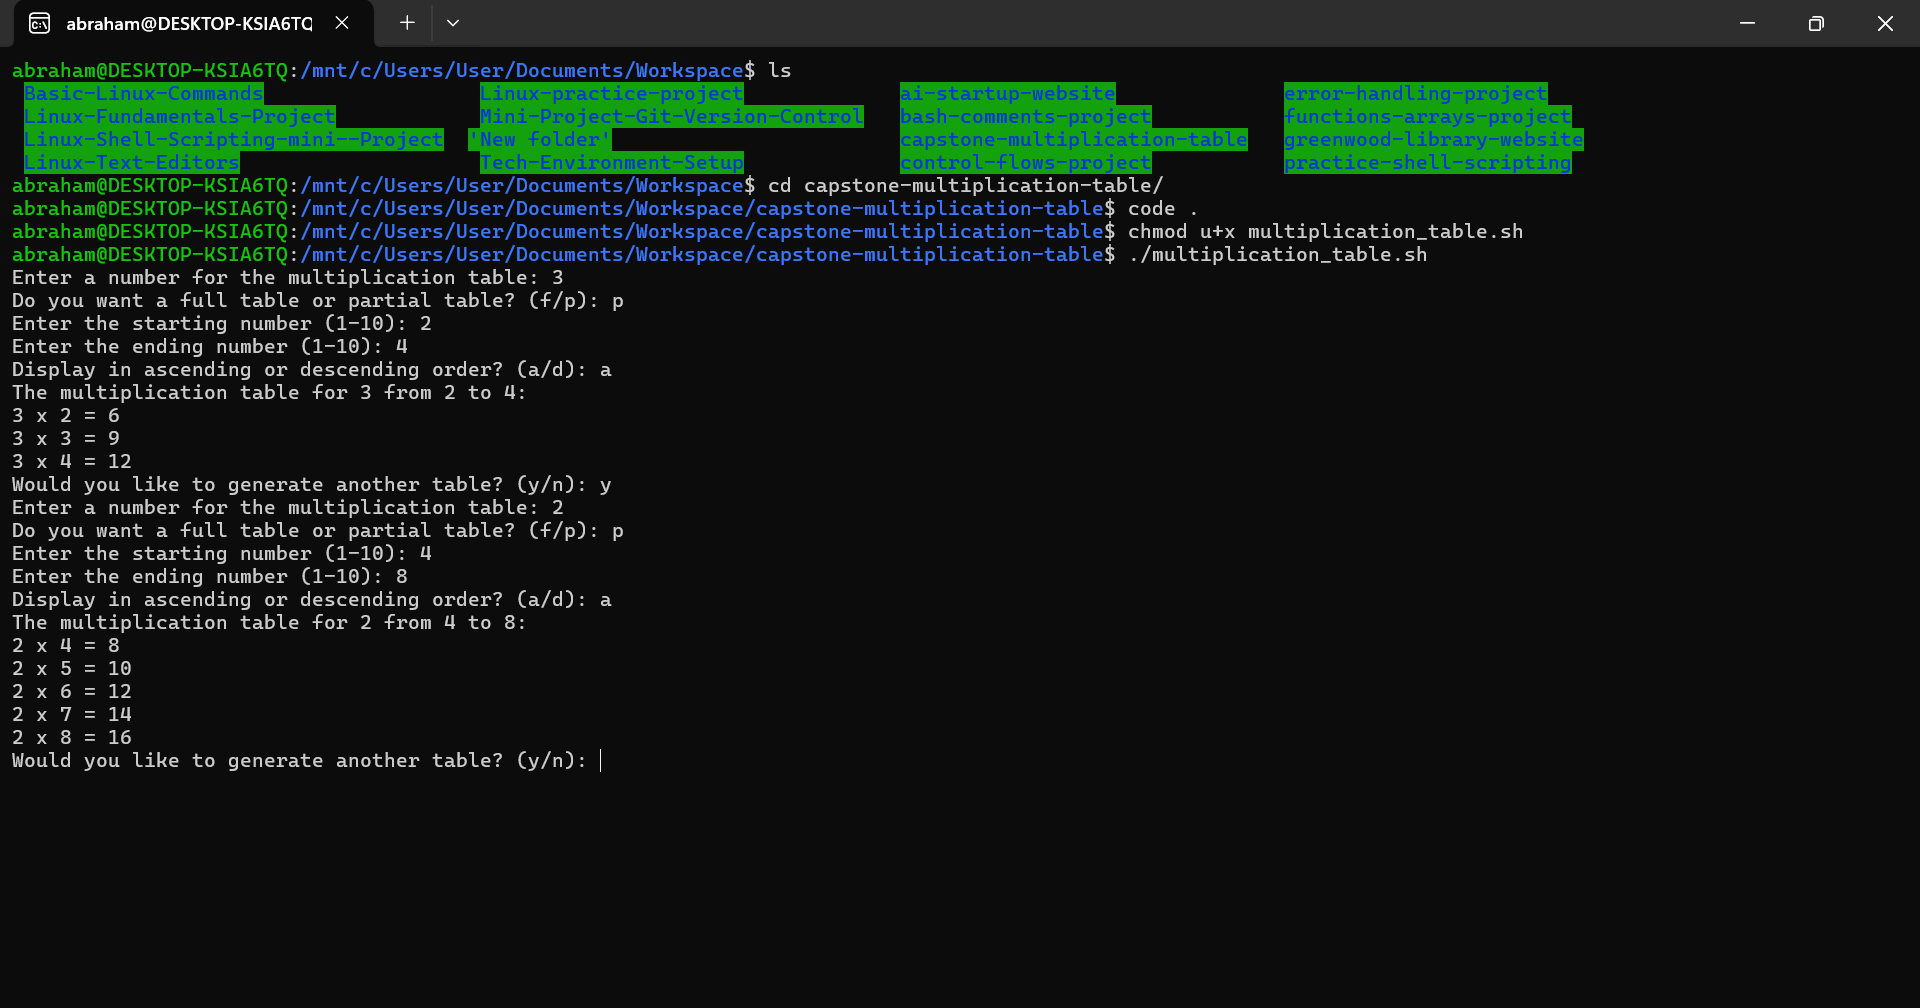 abraham@DESKTOP-KSIA6TQ
abraham@DESKTOP-KSIA6TQ:/mnt/c/Users/User/Documents/Workspace$ ls
Basic-Linux-Commands Linux-practice-project ai-startup-website error-handling-project
Linux-Fundamentals-Project Mini-Project-Git-Version-Control bash-comments-project functions-arrays-project
Linux-Shell-Scripting-mini--Project 'New folder' capstone-multiplication-table greenwood-library-website
Linux-Text-Editors Tech-Environment-Setup control-flows-project practice-shell-scripting
abraham@DESKTOP-KSIA6TQ:/mnt/c/Users/User/Documents/Workspace$ cd capstone-multiplication-table/
abraham@DESKTOP-KSIA6TQ:/mnt/c/Users/User/Documents/Workspace/capstone-multiplication-table$ code .
abraham@DESKTOP-KSIA6TQ:/mnt/c/Users/User/Documents/Workspace/capstone-multiplication-table$ chmod u+x multiplication_table.sh
abraham@DESKTOP-KSIA6TQ:/mnt/c/Users/User/Documents/Workspace/capstone-multiplication-table$ ./multiplication_table.sh
Enter a number for the multiplication table: 3
Do you want a full table or partial table? (f/p): p
Enter the starting number (1-10): 2
Enter the ending number (1-10): 4
Display in ascending or descending order? (a/d): a
The multiplication table for 3 from 2 to 4:
3 x 2 = 6
3 x 3 = 9
3 x 4 = 12
Would you like to generate another table? (y/n): y
Enter a number for the multiplication table: 2
Do you want a full table or partial table? (f/p): p
Enter the starting number (1-10): 4
Enter the ending number (1-10): 8
Display in ascending or descending order? (a/d): a
The multiplication table for 2 from 4 to 8:
2 x 4 = 8
2 x 5 = 10
2 x 6 = 12
2 x 7 = 14
2 x 8 = 16
Would you like to generate another table? (y/n):